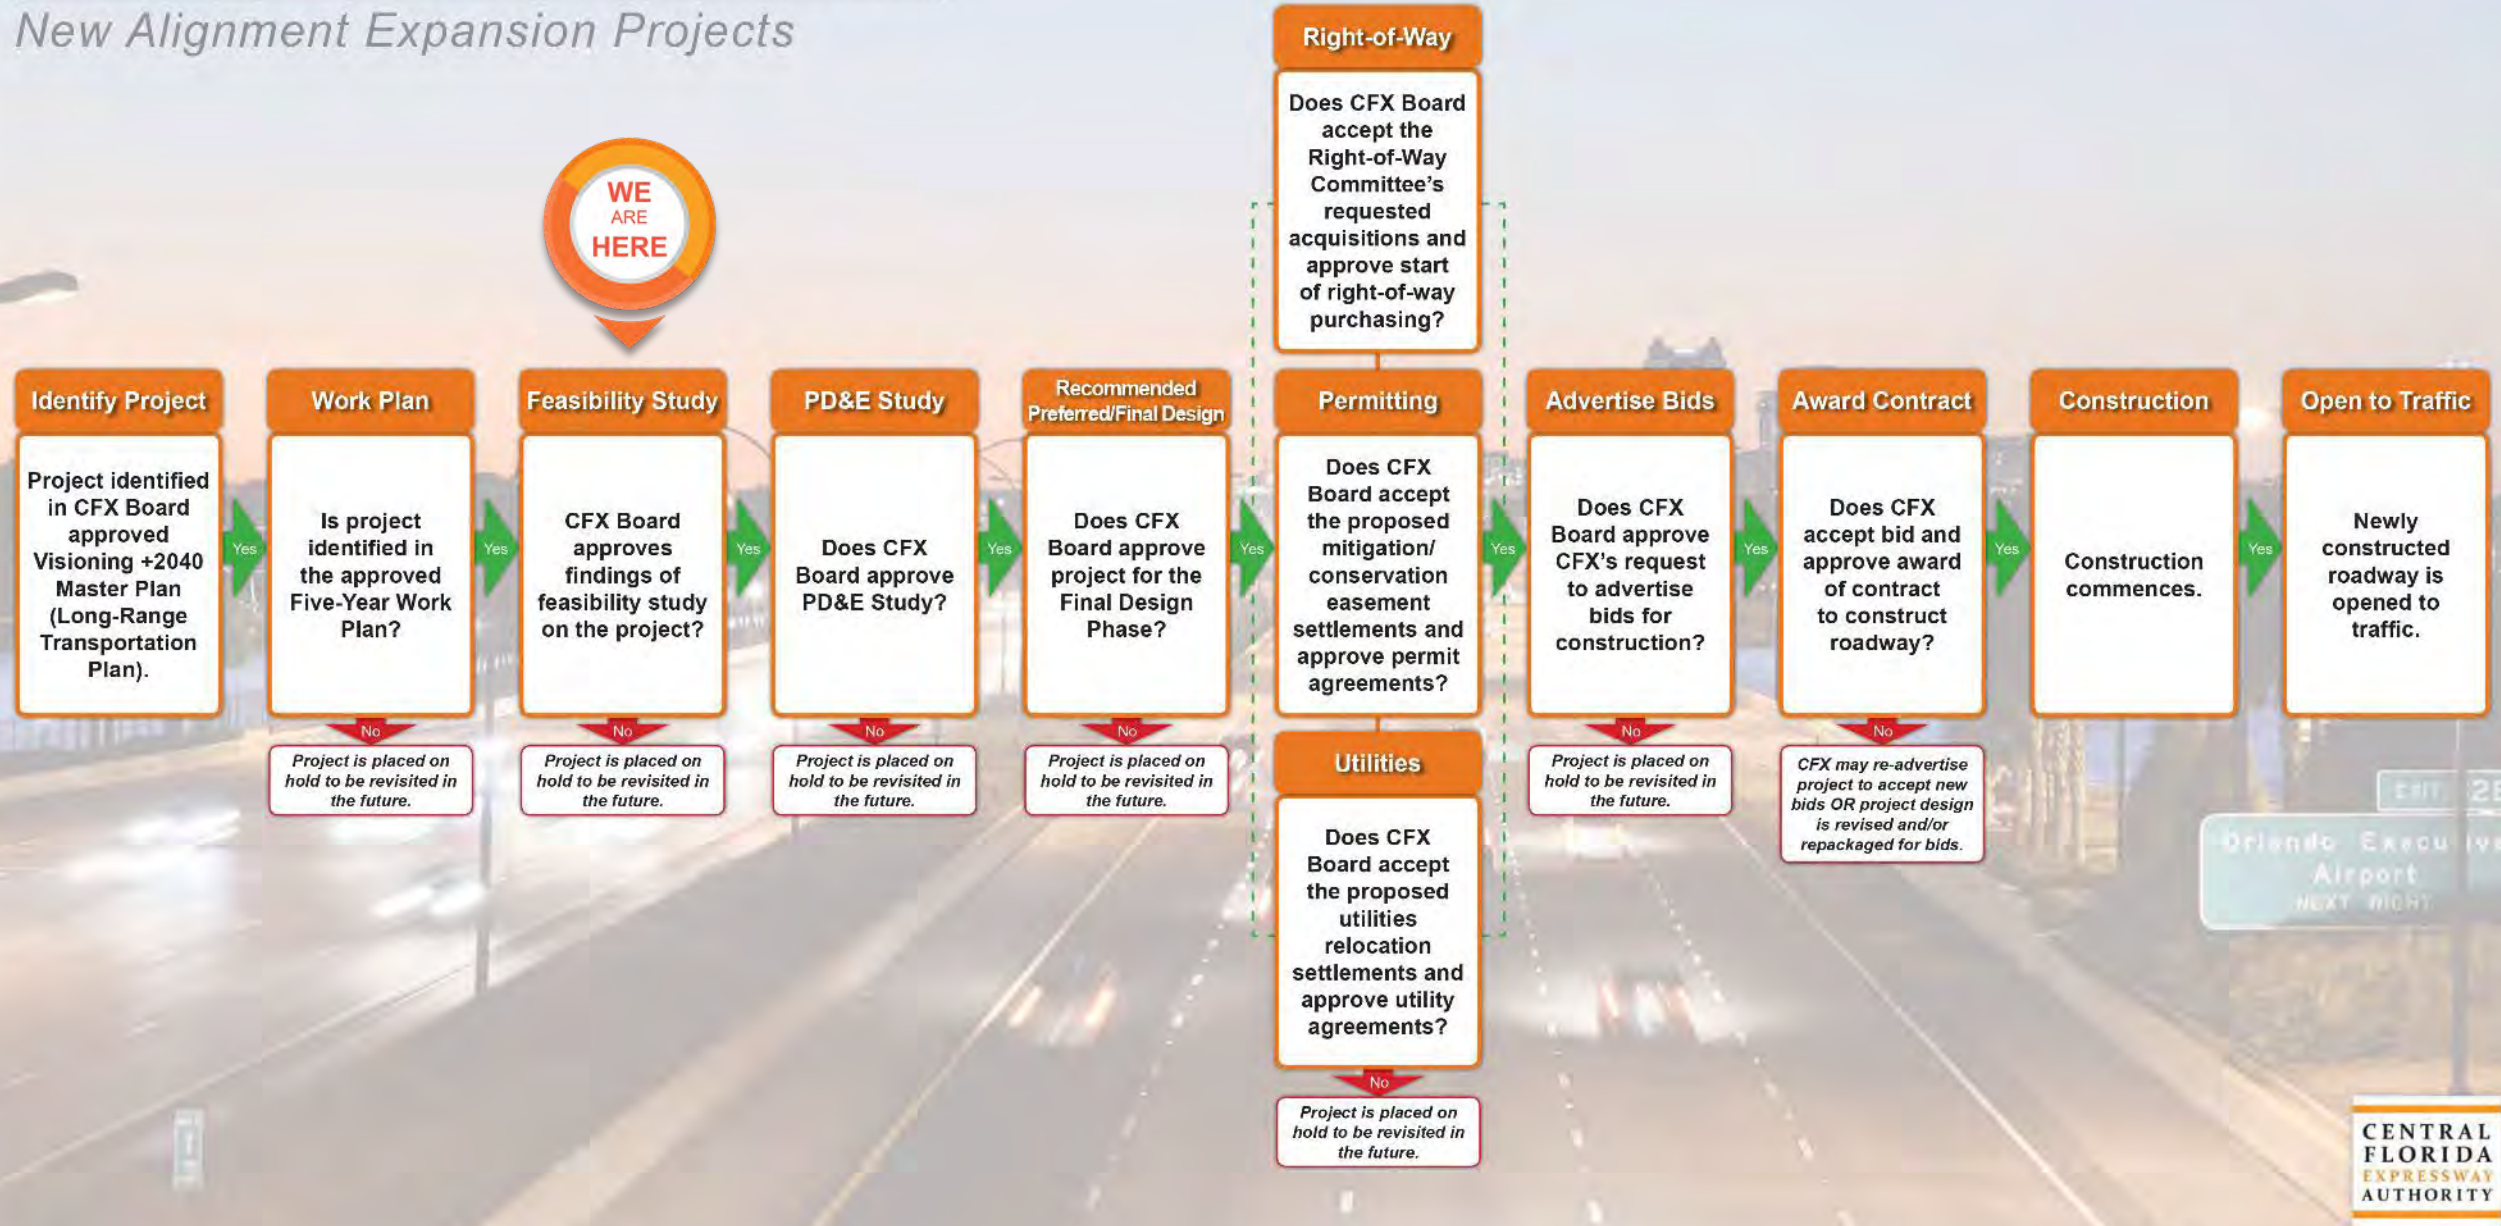 New Alignment Expansion Projects
WE
ARE
HERE
Identify Project
Project identified
in CFX Board
approved
Visioning +2040
Master Plan
(Long-Range
Transportation
Plan).
Yes
Work Plan
Is project
identified in
the approved
Five-Year Work
Plan?
No
Project is placed on
hold to be revisited in
the future.
Yes
Feasibility Study
CFX Board
approves
findings of
feasibility study
on the project?
No
Project is placed on
hold to be revisited in
the future.
Yes
PD&E Study
Does CFX
Board approve
PD&E Study?
No
Project is placed on
hold to be revisited in
the future.
Yes
Recommended
Preferred/Final Design
Does CFX
Board approve
project for the
Final Design
Phase?
No
Project is placed on
hold to be revisited in
the future.
Yes
Right-of-Way
Does CFX Board
accept the
Right-of-Way
Committee's
requested
acquisitions and
approve start
of right-of-way
purchasing?
Permitting
Does CFX
Board accept
the proposed
mitigation/
conservation
easement
settlements and
approve permit
agreements?
Utilities
Does CFX
Board accept
the proposed
utilities
relocation
settlements and
approve utility
agreements?
No
Project is placed on
hold to be revisited in
the future.
Yes
Advertise Bids
Does CFX
Board approve
CFX's request
to advertise
bids for
construction?
No
Project is placed on
hold to be revisited in
the future.
Yes
Award Contract
Does CFX
accept bid and
approve award
of contract
to construct
roadway?
No
CFX may re-advertise
project to accept new
bids OR project design
is revised and/or
repackaged for bids.
Yes
Construction
Construction
commences.
Yes
Open to Traffic
Newly
constructed
roadway is
opened to
traffic.
EXIT
Orlando Executive
Airport
NEXT RIGHT
CENTRAL
FLORIDA
EXPRESSWAY
AUTHORITY